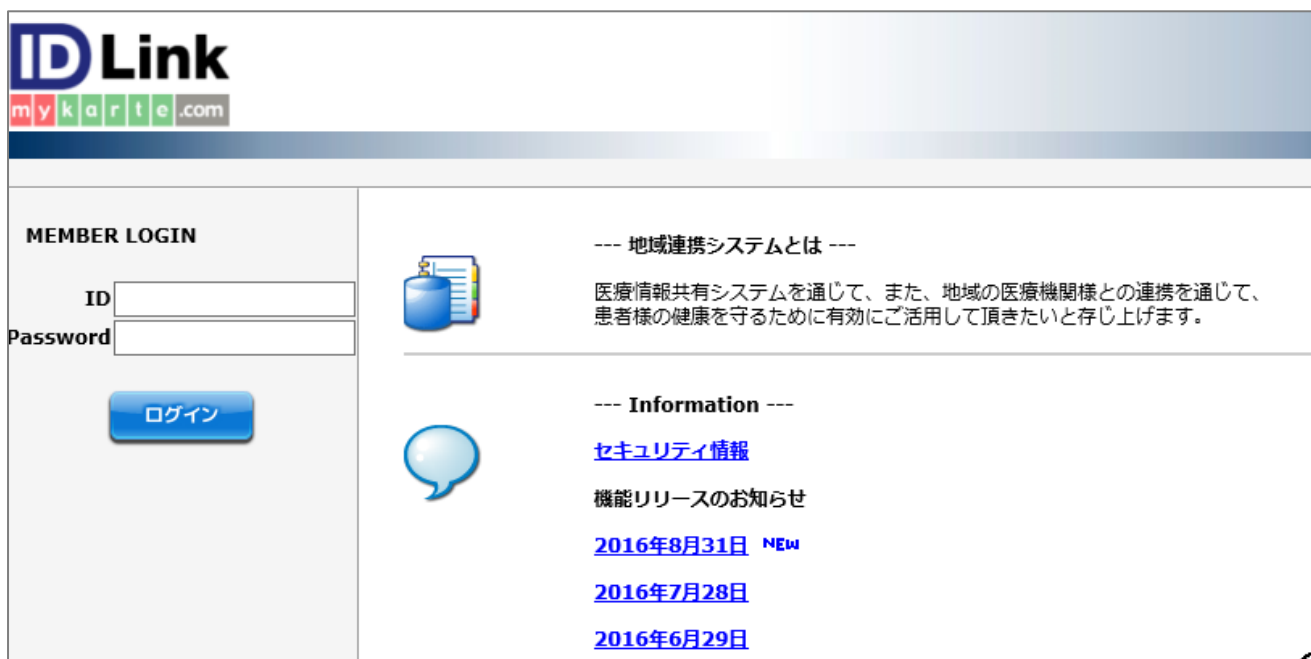 ID Link
mykarte.com
MEMBER LOGIN
ID
Password
ログイン
--- 地域連携システムとは ---
医療情報共有システムを通じて、また、地域の医療機関様との連携を通じて、
患者様の健康を守るために有効にご活用して頂きたいと存じ上げます。
--- Information ---
セキュリティ情報
機能リリースのお知らせ
2016年8月31日 NEW
2016年7月28日
2016年6月29日